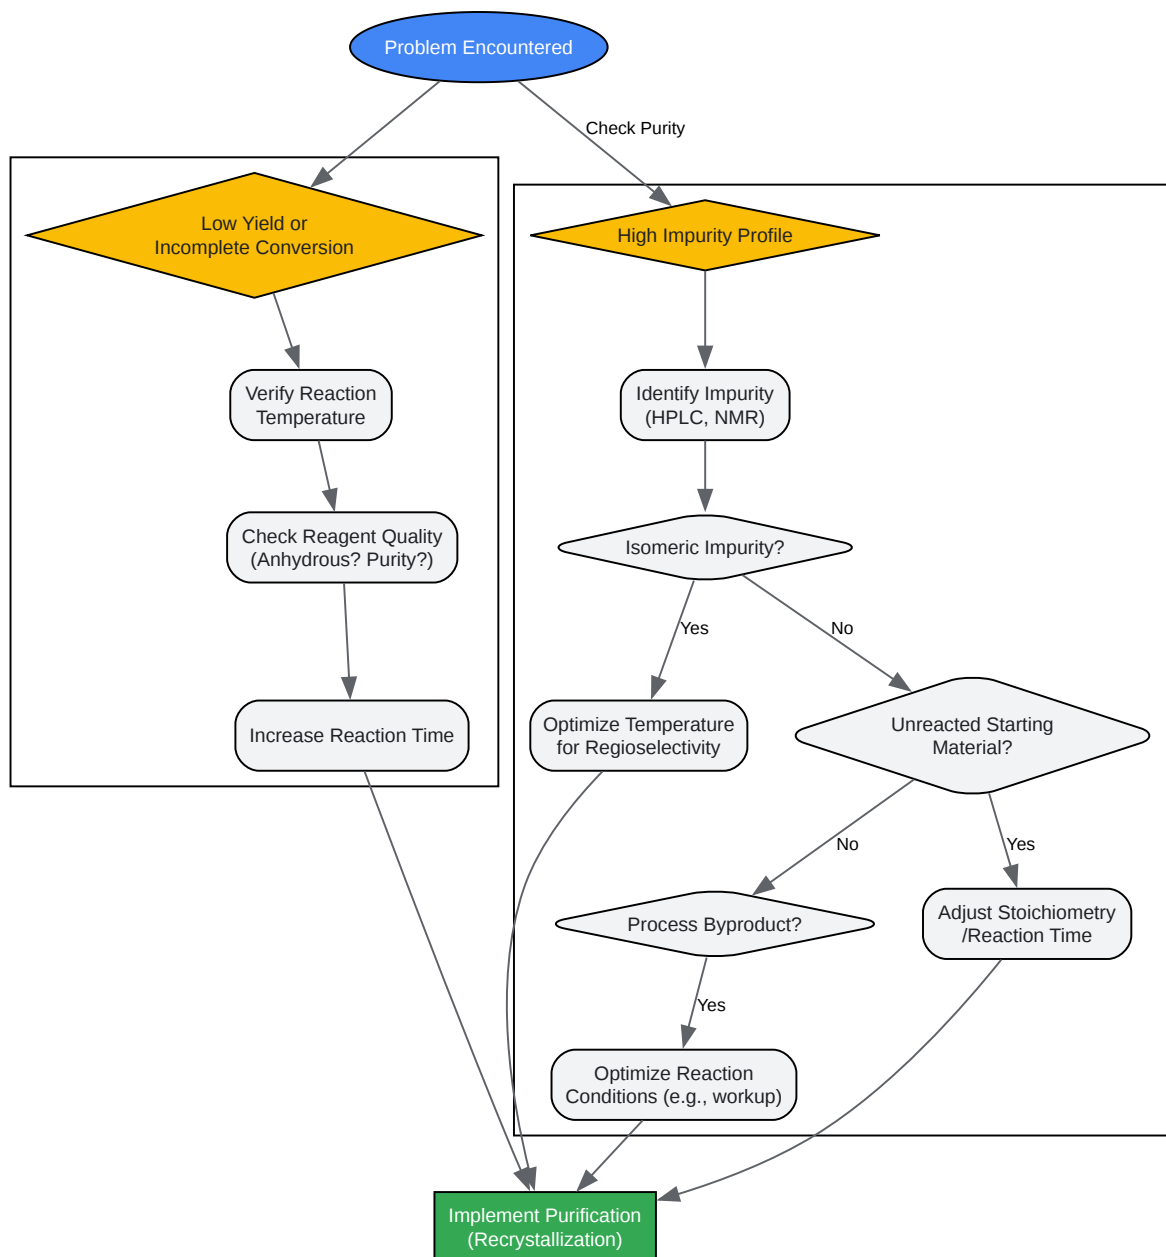 Problem Encountered
Check Purity
Low Yield or
Incomplete Conversion
High Impurity Profile
Verify Reaction
Temperature
Identify Impurity
(HPLC, NMR)
Check Reagent Quality
(Anhydrous? Purity?)
Isomeric Impurity?
Yes
No
Increase Reaction Time
Optimize Temperature
for Regioselectivity
Unreacted Starting
Material?
No
Yes
Process Byproduct?
Adjust Stoichiometry
/Reaction Time
Yes
Optimize Reaction
Conditions (e.g., workup)
Implement Purification
(Recrystallization)